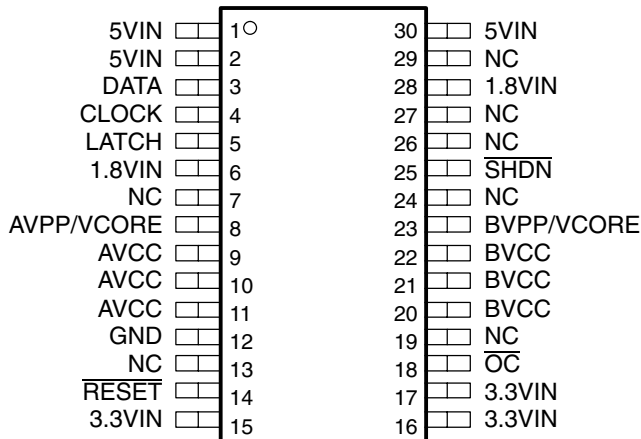 5VIN 1 30 5VIN
5VIN 2 29 NC
DATA 3 28 1.8VIN
CLOCK 4 27 NC
LATCH 5 26 NC
1.8VIN 6 25 SHDN
NC 7 24 NC
AVPP/VCORE 8 23 BVPP/VCORE
AVCC 9 22 BVCC
AVCC 10 21 BVCC
AVCC 11 20 BVCC
GND 12 19 NC
NC 13 18 OC
RESET 14 17 3.3VIN
3.3VIN 15 16 3.3VIN